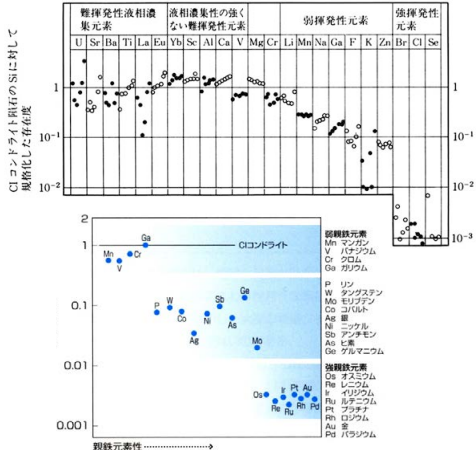 難揮発性液相濃集元素
液相濃集性の強くない難揮発性元素
弱揮発性元素
強揮発性元素
U Sr Ba Ti La Eu Yb Sc Al Ca V Mg Cr Li Mn Na Ga F K Zn Br Cl Se
CIコンドライト隕石のSiに対して規格化した存在度
1
10⁻¹
10⁻²
1
10⁻¹
10⁻²
10⁻³
2
1
0.1
0.01
0.001
CIコンドライト
Mn
V
Cr
Ga
P
W
Co
Ag
Ni
Sb
As
Ge
Mo
Os
Re
Ir
Ru
Pt
Rh
Au
Pd
親鉄元素性
弱親鉄元素
Mn マンガン
V バナジウム
Cr クロム
Ga ガリウム
P リン
W タングステン
Mo モリブデン
Co コバルト
Ag 銀
Ni ニッケル
Sb アンチモン
As ヒ素
Ge ゲルマニウム
強親鉄元素
Os オスミウム
Re レニウム
Ir イリジウム
Ru ルテニウム
Pt プラチナ
Rh ロジウム
Au 金
Pd パラジウム